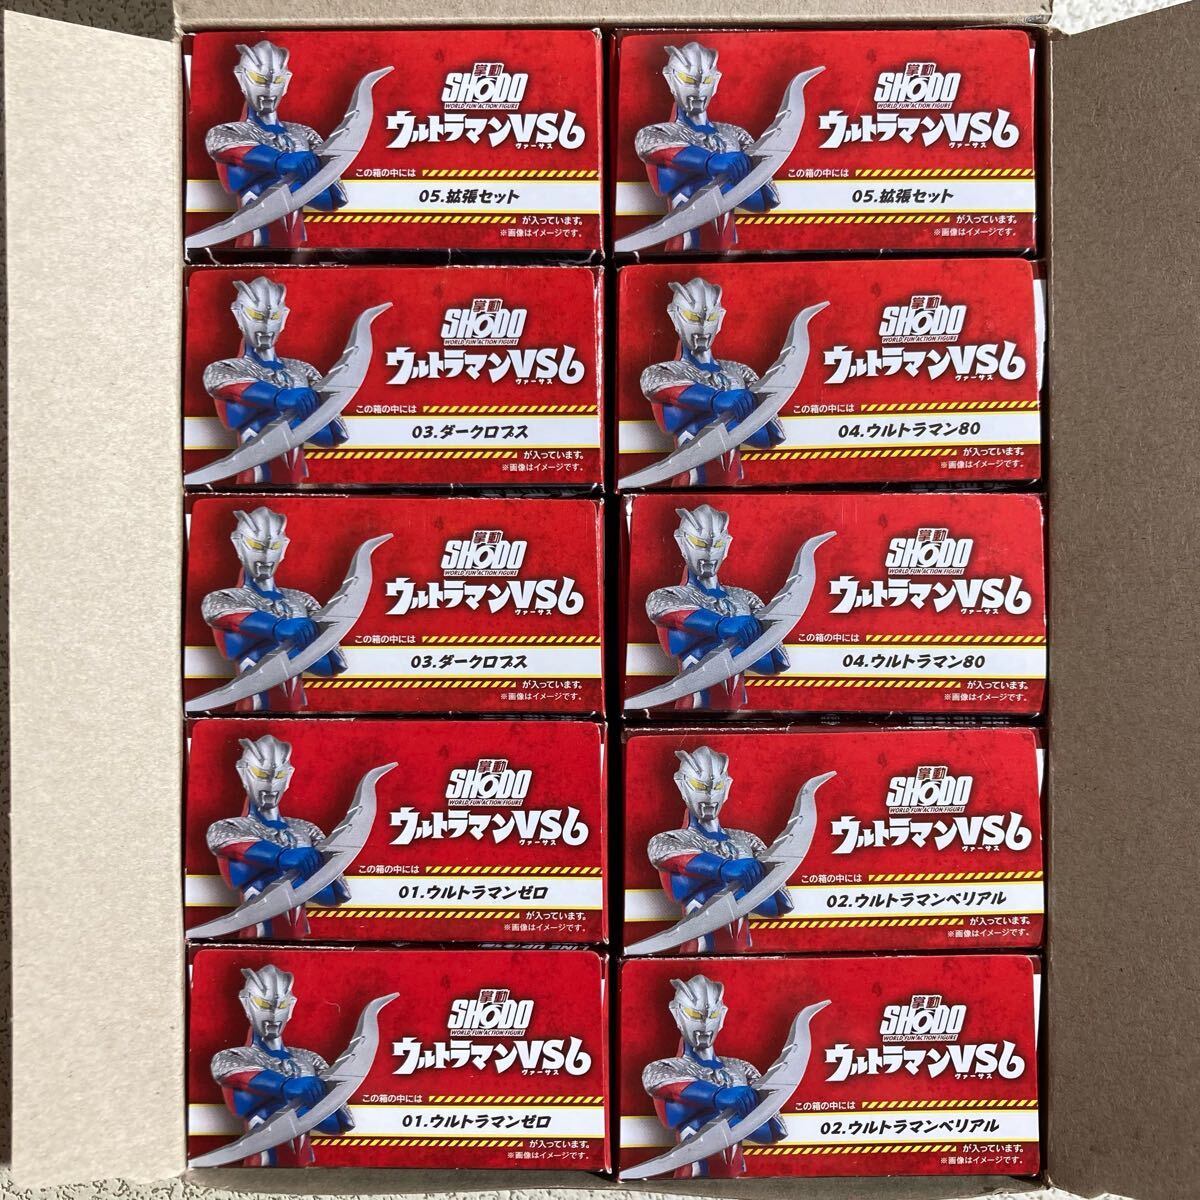 掌動
SHODO
WORLD FUN ACTION FIGURE
ウルトラマンVS6
ヴァーサス
この箱の中には
05.拡張セット
が入っています。
※画像はイメージです。
掌動
SHODO
WORLD FUN ACTION FIGURE
ウルトラマンVS6
ヴァーサス
この箱の中には
05.拡張セット
が入っています。
※画像はイメージです。
掌動
SHODO
WORLD FUN ACTION FIGURE
ウルトラマンVS6
ヴァーサス
この箱の中には
03.ダークロプス
が入っています。
※画像はイメージです。
掌動
SHODO
WORLD FUN ACTION FIGURE
ウルトラマンVS6
ヴァーサス
この箱の中には
04.ウルトラマン80
が入っています。
※画像はイメージです。
掌動
SHODO
WORLD FUN ACTION FIGURE
ウルトラマンVS6
ヴァーサス
この箱の中には
03.ダークロプス
が入っています。
※画像はイメージです。
掌動
SHODO
WORLD FUN ACTION FIGURE
ウルトラマンVS6
ヴァーサス
この箱の中には
04.ウルトラマン80
が入っています。
※画像はイメージです。
掌動
SHODO
WORLD FUN ACTION FIGURE
ウルトラマンVS6
ヴァーサス
この箱の中には
01.ウルトラマンゼロ
が入っています。
※画像はイメージです。
掌動
SHODO
WORLD FUN ACTION FIGURE
ウルトラマンVS6
ヴァーサス
この箱の中には
02.ウルトラマンベリアル
が入っています。
※画像はイメージです。
LINE UP
掌動
SHODO
WORLD FUN ACTION FIGURE
ウルトラマンVS6
ヴァーサス
この箱の中には
01.ウルトラマンゼロ
が入っています。
※画像はイメージです。
掌動
SHODO
WORLD FUN ACTION FIGURE
ウルトラマンVS6
ヴァーサス
この箱の中には
02.ウルトラマンベリアル
が入っています。
※画像はイメージです。